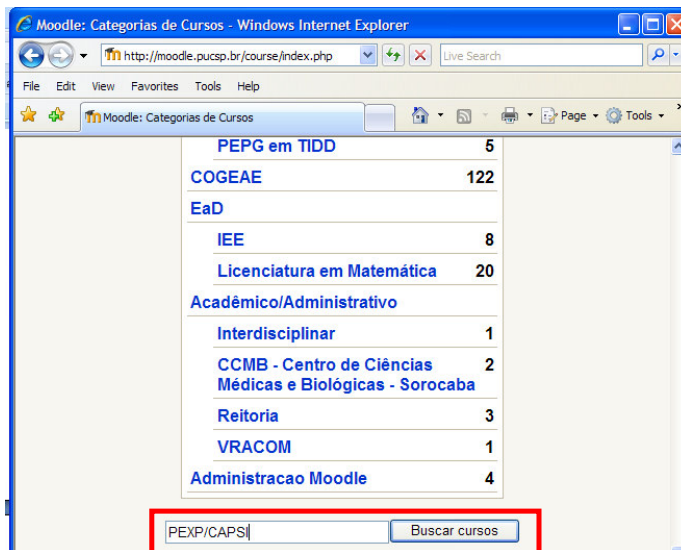 Moodle: Categorias de Cursos - Windows Internet Explorer
http://moodle.pucsp.br/course/index.php
Live Search
File Edit View Favorites Tools Help
Moodle: Categorias de Cursos
Page
Tools
PEPG em TIDD 5
COGEAE 122
EaD
IEE 8
Licenciatura em Matemática 20
Acadêmico/Administrativo
Interdisciplinar 1
CCMB - Centro de Ciências 2
Médicas e Biológicas - Sorocaba
Reitoria 3
VRACOM 1
Administracao Moodle 4
PEXP/CAPSI Buscar cursos